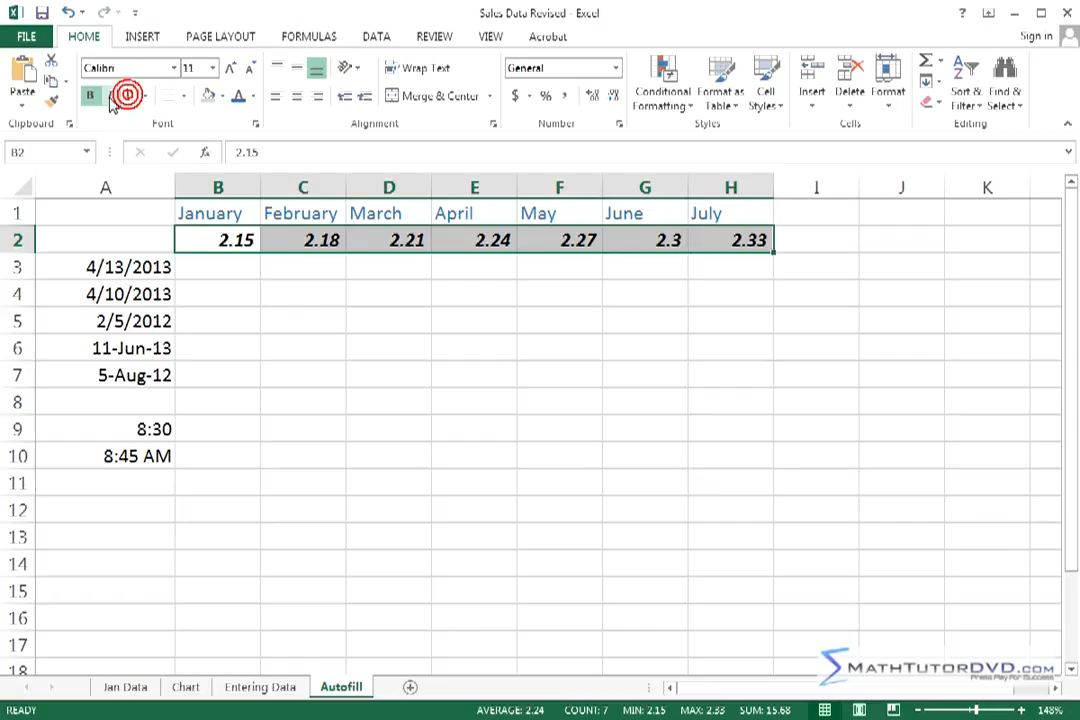 Sales Data Revised - Excel
?
Sign in
FILE HOME INSERT PAGE LAYOUT FORMULAS DATA REVIEW VIEW Acrobat
Paste
Clipboard
Calibri 11
B
Font
Wrap Text
Merge & Center
Alignment
General
$ % ,
Number
Conditional Formatting
Format as Table
Cell Styles
Styles
Insert Delete Format
Cells
Sort & Filter
Find & Select
Editing
B2 fx 2.15
A B C D E F G H I J K
1 January February March April May June July
2 2.15 2.18 2.21 2.24 2.27 2.3 2.33
3 4/13/2013
4 4/10/2013
5 2/5/2012
6 11-Jun-13
7 5-Aug-12
8
9 8:30
10 8:45 AM
11
12
13
14
15
16
17
18
MathTutorDVD.com
Press Play For Success
Jan Data Chart Entering Data Autofill
READY AVERAGE: 2.24 COUNT: 7 MIN: 2.15 MAX: 2.33 SUM: 15.68 148%